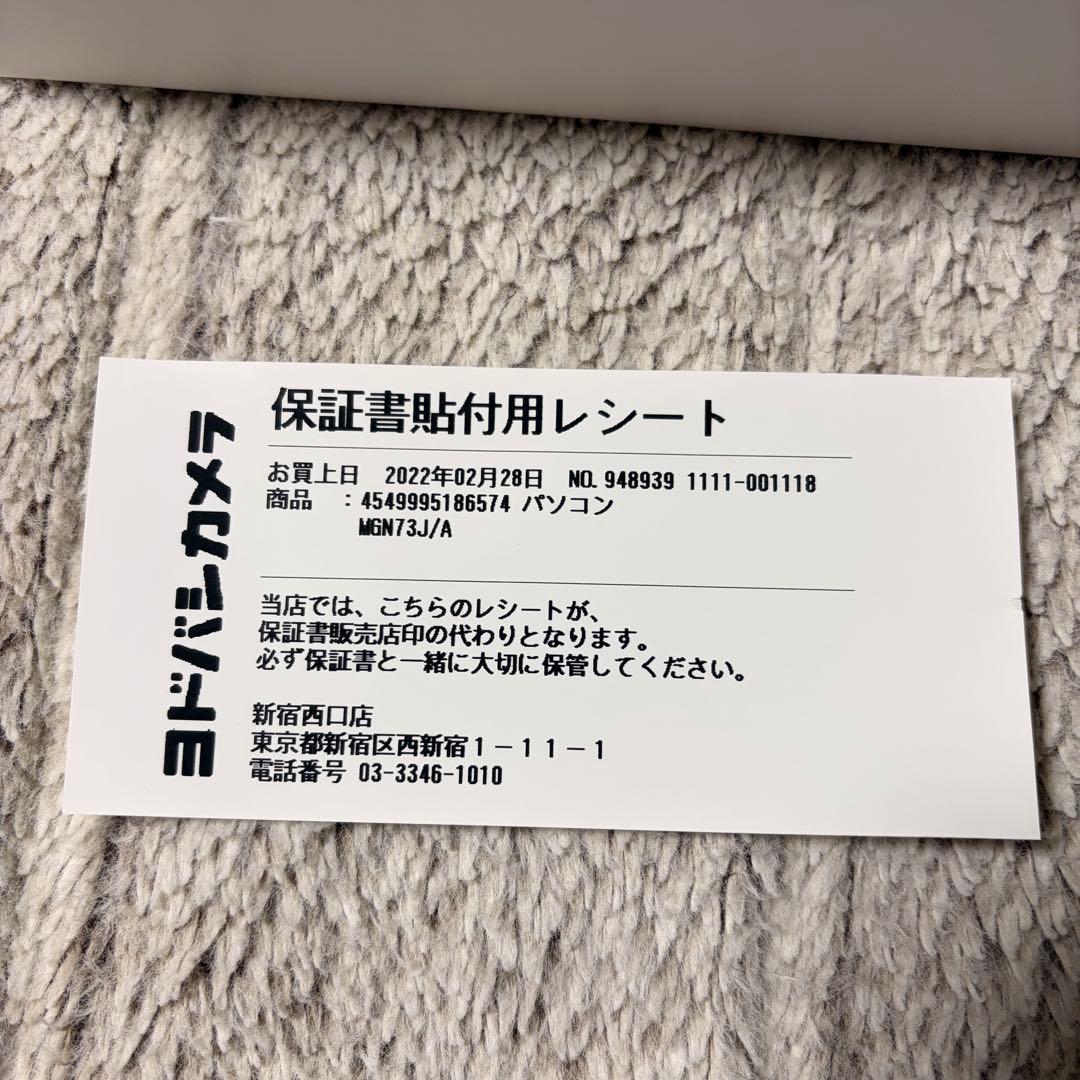 ヨドバシカメラ
保証書貼付用レシート
お買上日 2022年02月28日 NO. 948939 1111-001118
商品 :4549995186574 パソコン
MGN73J/A
当店では、こちらのレシートが、
保証書販売店印の代わりとなります。
必ず保証書と一緒に大切に保管してください。
新宿西口店
東京都新宿区西新宿1-11-1
電話番号 03-3346-1010